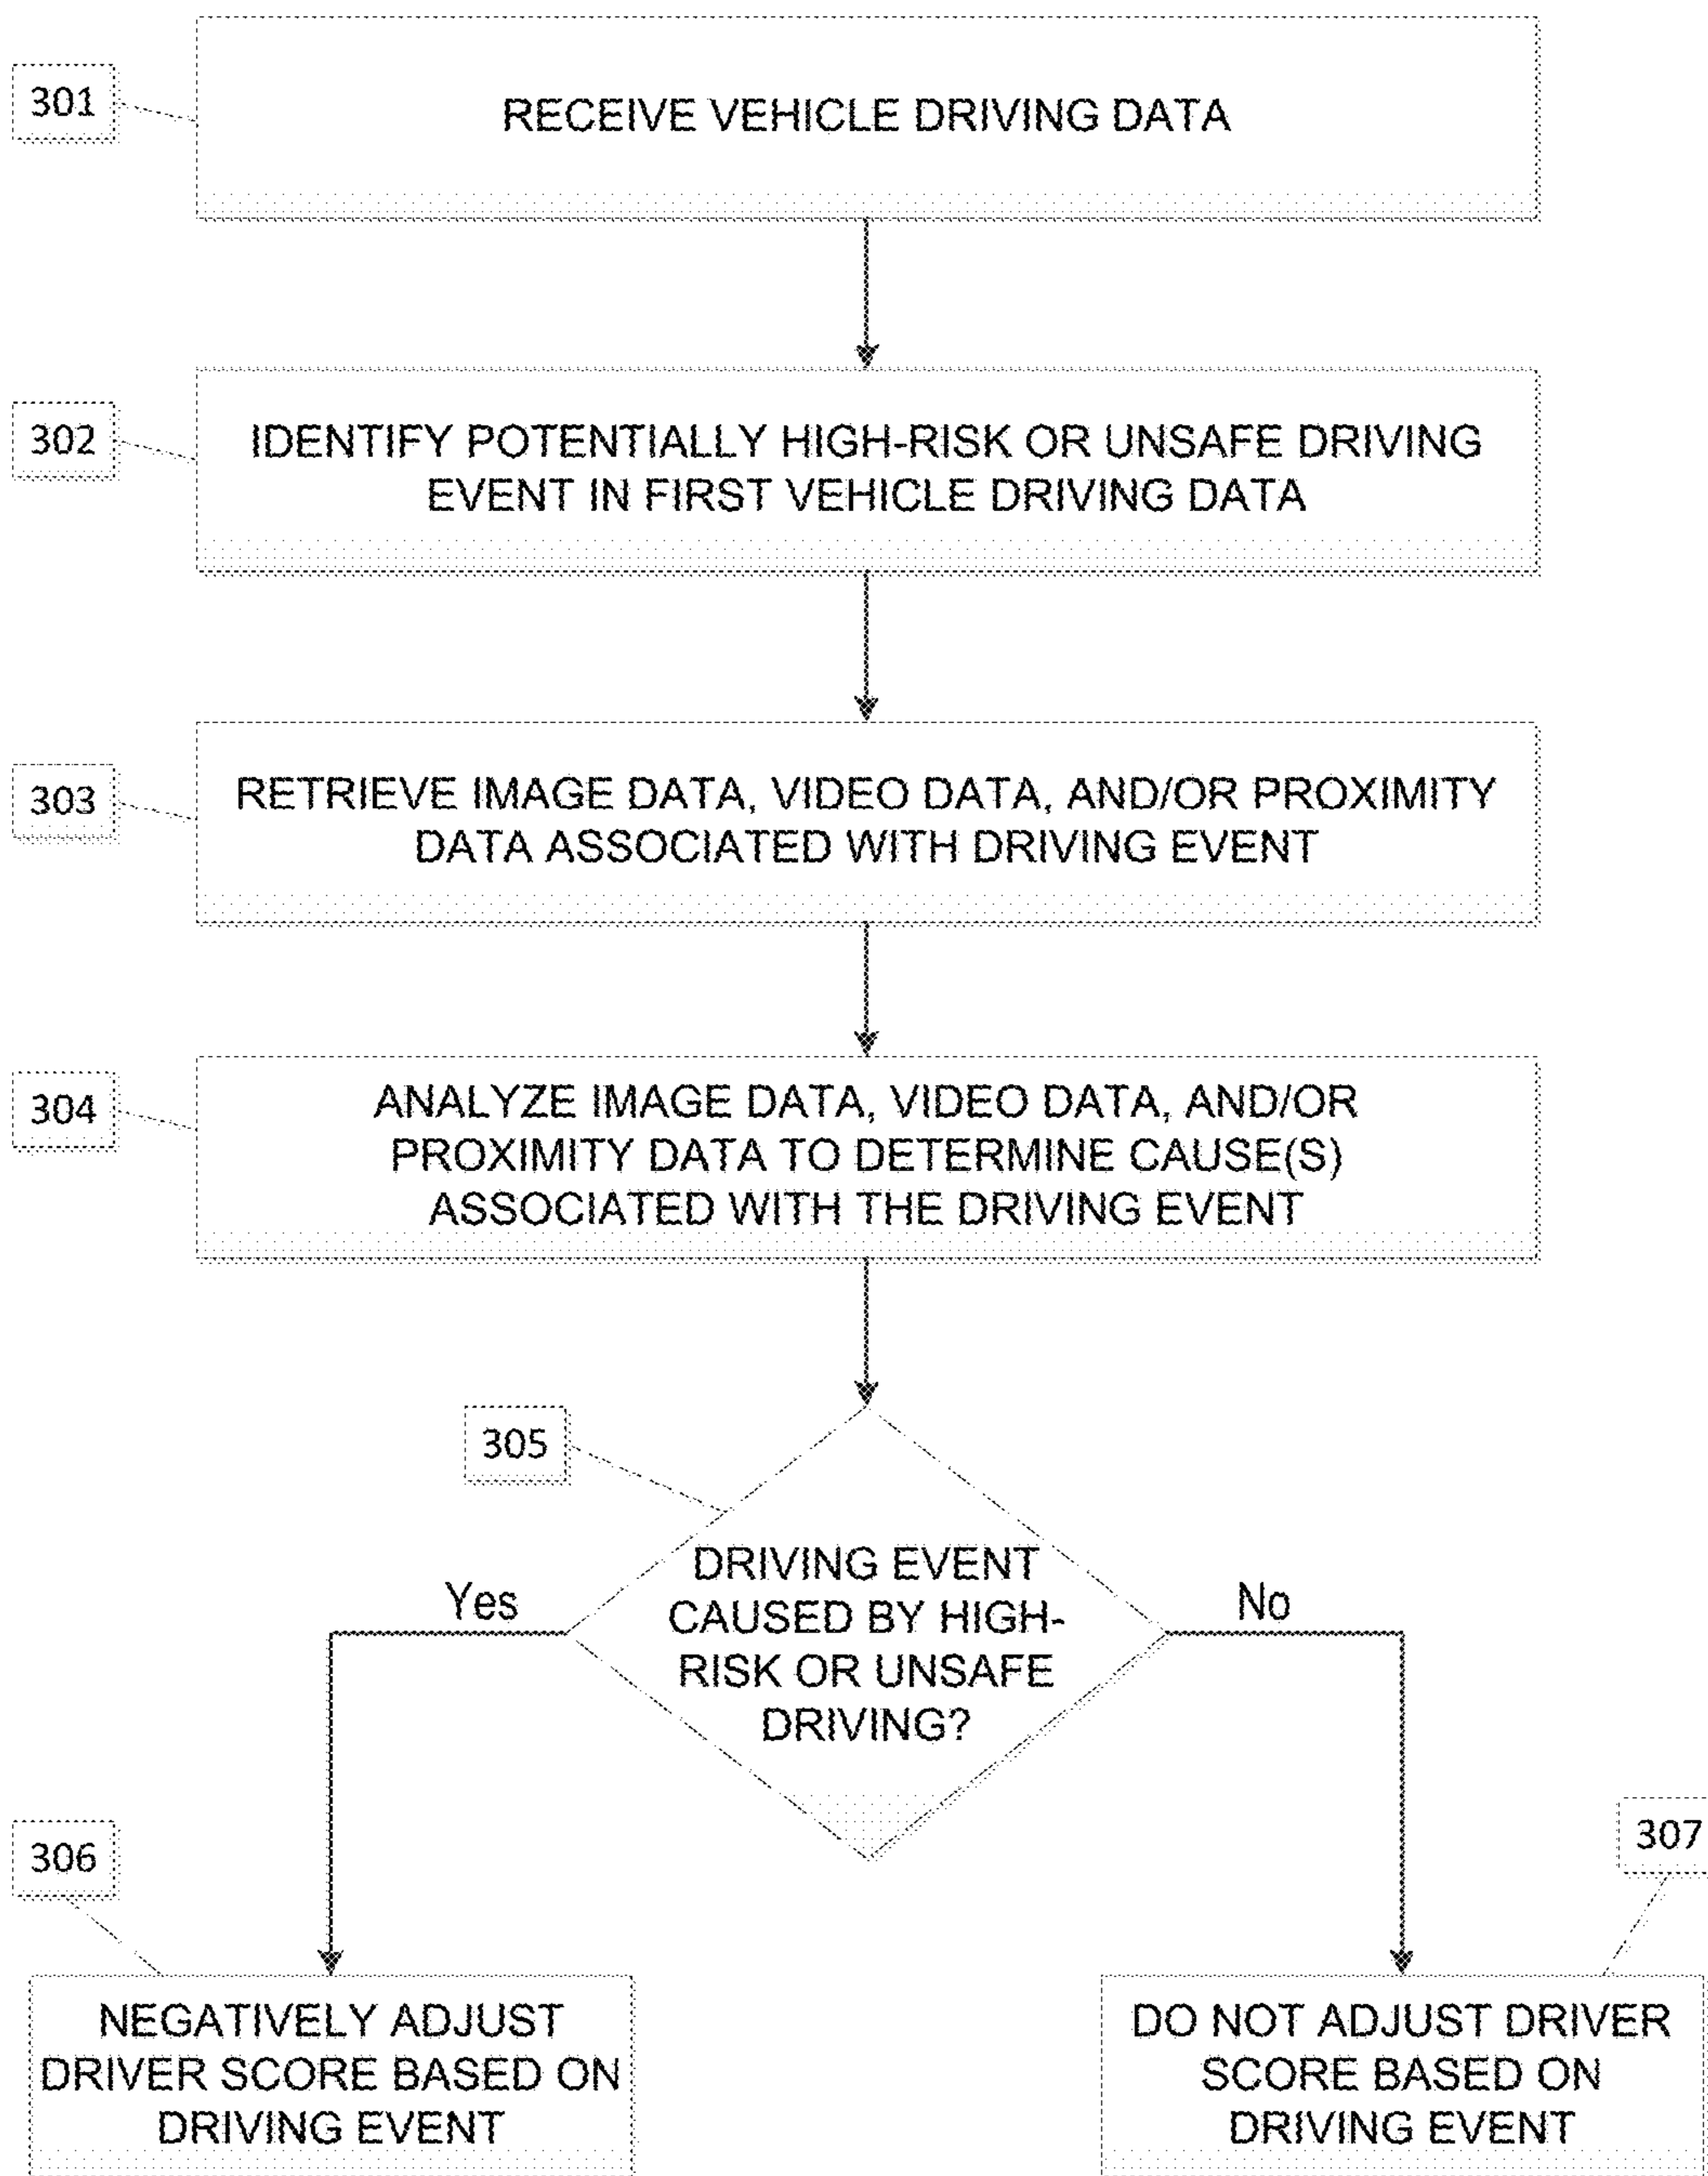 301
RECEIVE VEHICLE DRIVING DATA
302
IDENTIFY POTENTIALLY HIGH-RISK OR UNSAFE DRIVING
EVENT IN FIRST VEHICLE DRIVING DATA
303
RETRIEVE IMAGE DATA, VIDEO DATA, AND/OR PROXIMITY
DATA ASSOCIATED WITH DRIVING EVENT
304
ANALYZE IMAGE DATA, VIDEO DATA, AND/OR
PROXIMITY DATA TO DETERMINE CAUSE(S)
ASSOCIATED WITH THE DRIVING EVENT
305
DRIVING EVENT
CAUSED BY HIGH-
RISK OR UNSAFE
DRIVING?
Yes
No
306
NEGATIVELY ADJUST
DRIVER SCORE BASED ON
DRIVING EVENT
307
DO NOT ADJUST DRIVER
SCORE BASED ON
DRIVING EVENT